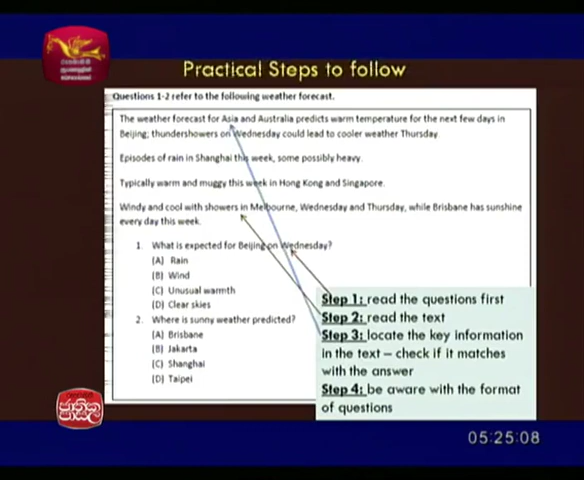 Practical Steps to follow
Questions 1-2 refer to the following weather forecast.
The weather forecast for Asia and Australia predicts warm temperature for the next few days in
Beijing; thundershowers on Wednesday could lead to cooler weather Thursday
Episodes of rain in Shanghai this week, some possibly heavy.
Typically warm and muggy this week in Hong Kong and Singapore.
Windy and cool with showers in Melbourne, Wednesday and Thursday, while Brisbane has sunshine
every day this week.
1. What is expected for Beijing on Wednesday?
(A) Rain
(B) Wind
(C) Unusual warmth
(D) Clear skies
2. Where is sunny weather predicted?
(A) Brisbane
(B) Jakarta
(C) Shanghai
(D) Taipei
Step 1: read the questions first
Step 2: read the text
Step 3: locate the key information
in the text – check if it matches
with the answer
Step 4: be aware with the format
of questions
05:25:08